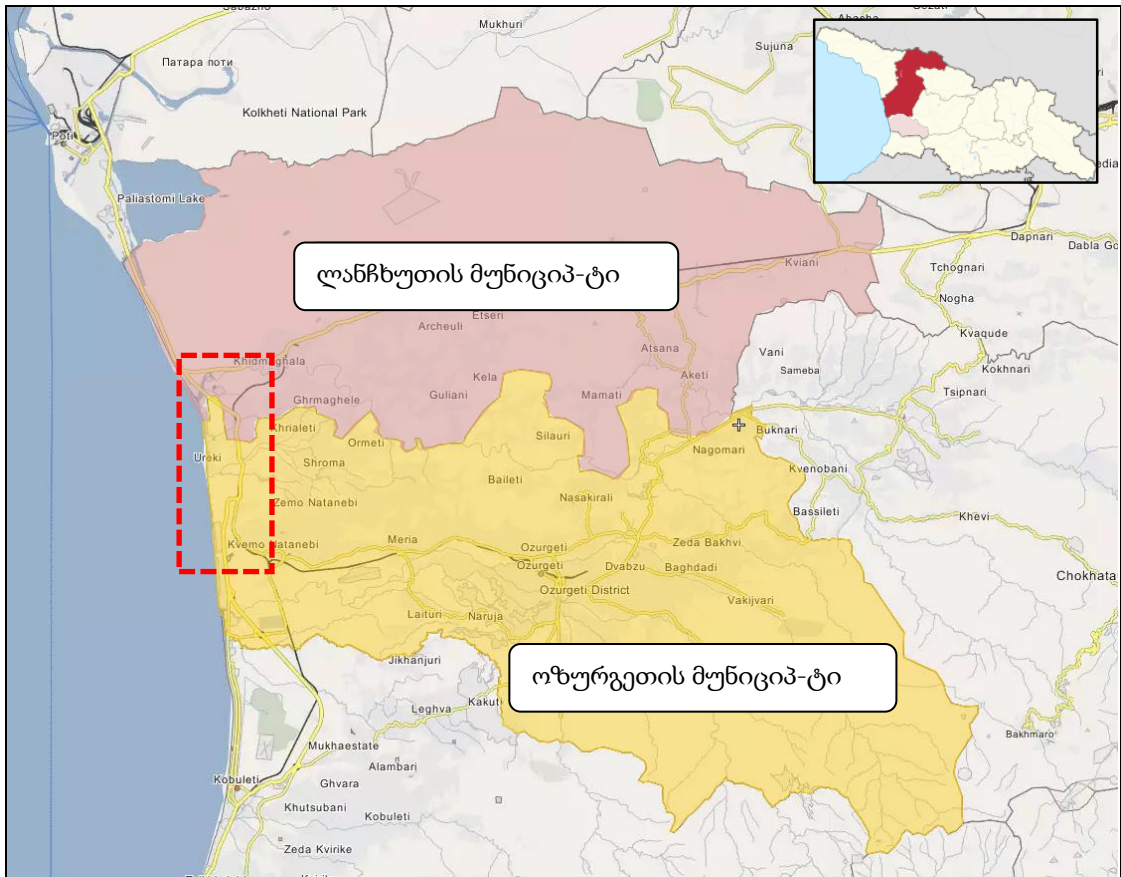 Mukhuri
Sujuna
Патара поти
Kolkheti National Park
Poti
Paliastomi Lake
Dapnari
ლანჩხუთის მუნიციპ-ტი
Kviani
Tchognari
Nogha
Etseri
Archeuli
Kvaqude
Atsana
Vani
Khidmaghala
Sameba
Kokhnari
Kela
Aketi
Tsipnari
Ghrmaghele
Guliani
Mamati
Khrialeti
Ormeti
Silauri
Buknari
Nagomari
Ureki
Shroma
Kvenobani
Baileti
Zemo Natanebi
Nasakirali
Bassileti
Khevi
Kvemo Natanebi
Meria
Ozurgeti
Zeda Bakhvi
Ozurgeti
Dvabzu
Baghdadi
Chokhata
Ozurgeti District
Vakijvari
Laituri
Naruja
Jikhanjuri
ოზურგეთის მუნიციპ-ტი
Leghva
Bakhmaro
Mukhaestate
Alambari
Kobuleti
Ghvara
Khutsubani
Kobuleti
Zeda Kvirike